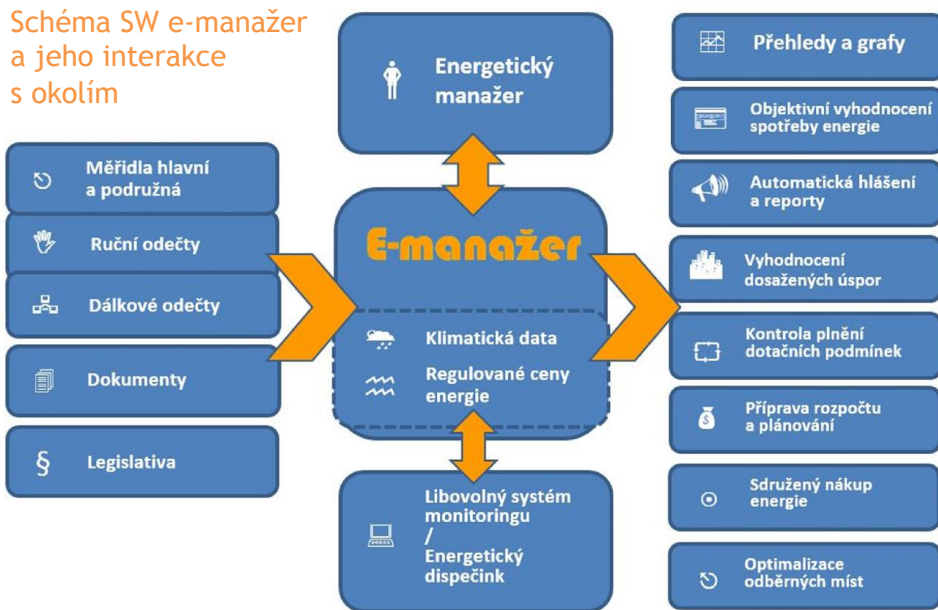 Schéma SW e-manažer
a jeho interakce
s okolím
Měřidla hlavní
a podružná
Ruční odečty
Dálkové odečty
Dokumenty
§
Legislativa
Energetický
manažer
E-manažer
Klimatická data
Regulované ceny
energie
Libovolný systém
monitoringu
/
Energetický
dispečink
Přehledy a grafy
Objektivní vyhodnocení
spotřeby energie
Automatická hlášení
a reporty
Vyhodnocení
dosažených úspor
Kontrola plnění
dotačních podmínek
$
Příprava rozpočtu
a plánování
Sdružený nákup
energie
Optimalizace
odběrných míst